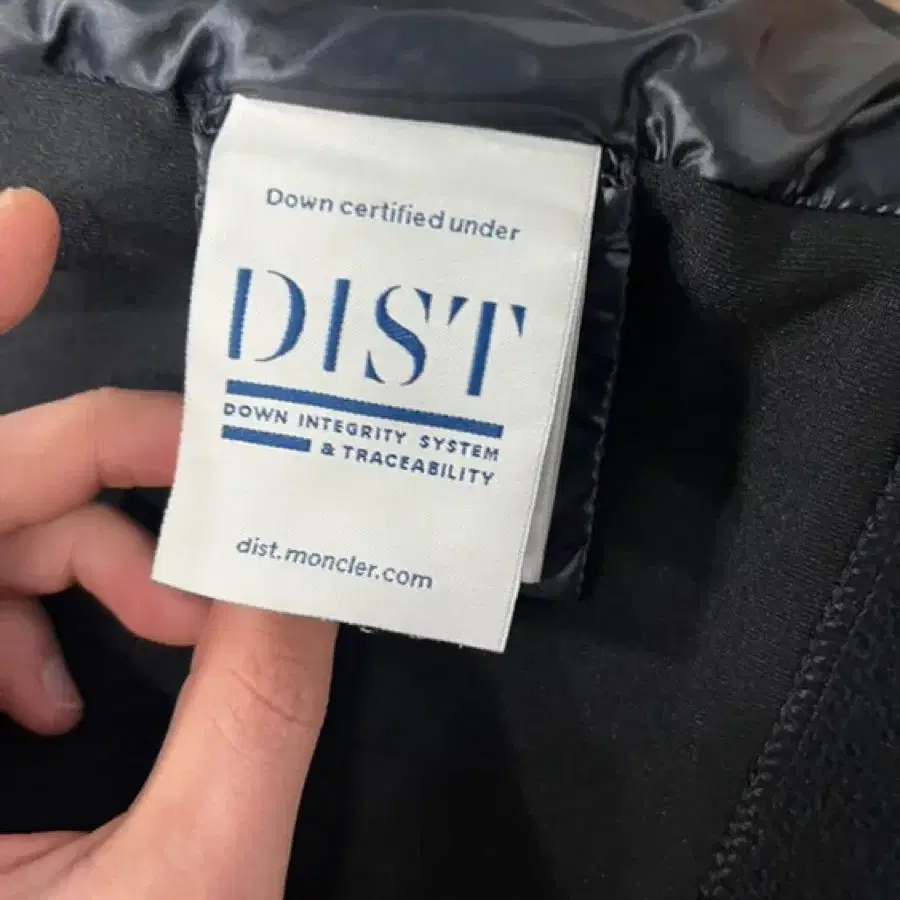 Down certified under
DIST
DOWN INTEGRITY SYSTEM
& TRACEABILITY
dist.moncler.com